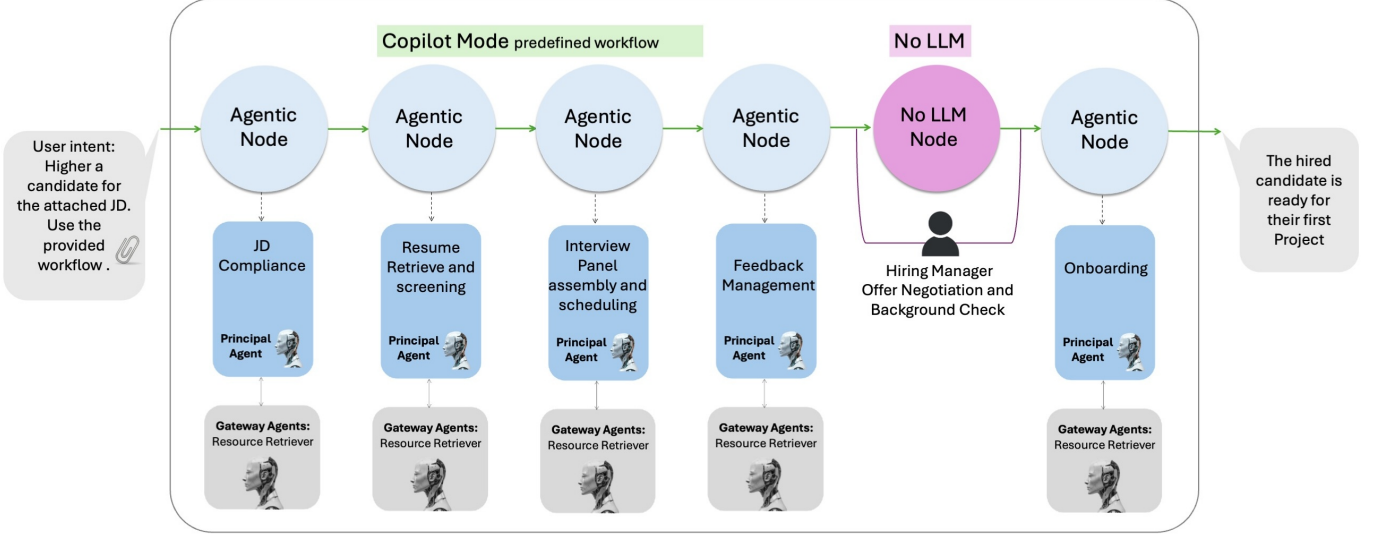 Copilot Mode predefined workflow
No LLM
User intent:
Higher a
candidate for
the attached JD.
Use the
provided
workflow .
Agentic
Node
Agentic
Node
Agentic
Node
Agentic
Node
No LLM
Node
Agentic
Node
The hired
candidate is
ready for
their first
Project
JD
Compliance
Principal
Agent
Resume
Retrieve and
screening
Principal
Agent
Interview
Panel
assembly and
scheduling
Principal
Agent
Feedback
Management
Principal
Agent
Hiring Manager
Offer Negotiation and
Background Check
Onboarding
Principal
Agent
Gateway Agents:
Resource Retriever
Gateway Agents:
Resource Retriever
Gateway Agents:
Resource Retriever
Gateway Agents:
Resource Retriever
Gateway Agents:
Resource Retriever